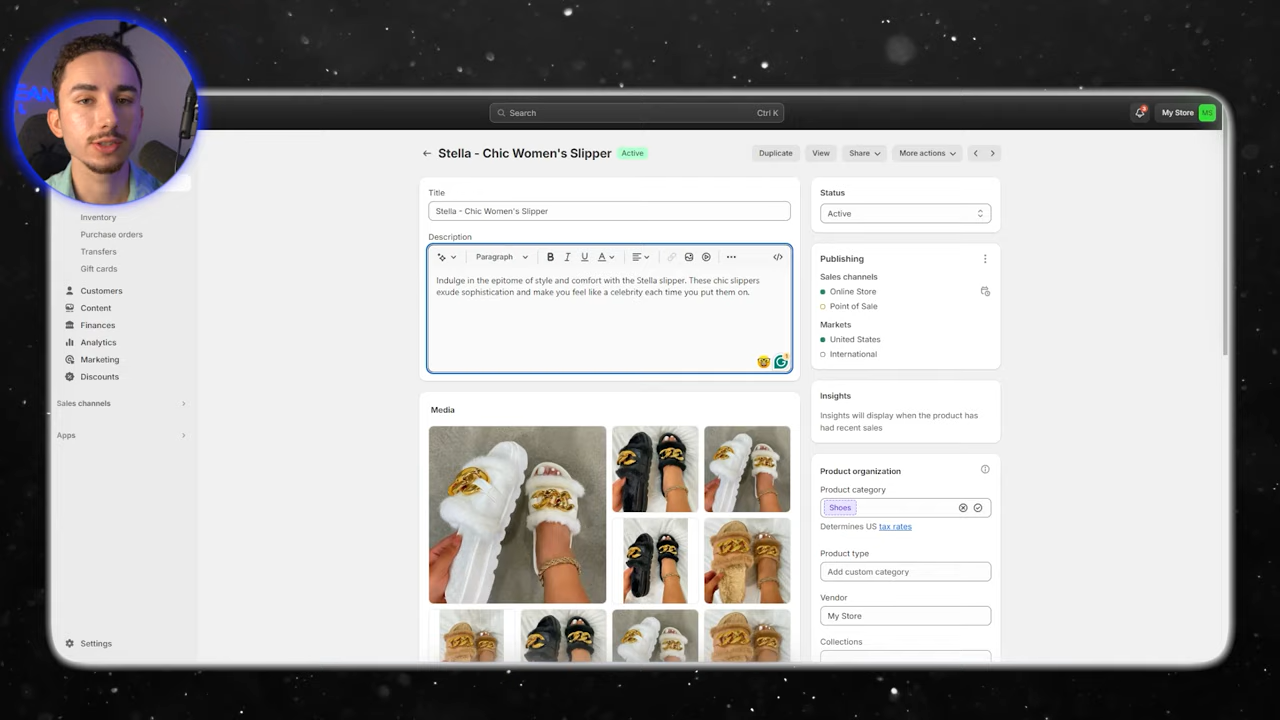 Search
Ctrl K
My Store
MS
Stella - Chic Women's Slipper
Active
Duplicate
View
Share
More actions
Title
Stella - Chic Women's Slipper
Description
Paragraph
B
I
U
A
Indulge in the epitome of style and comfort with the Stella slipper. These chic slippers
exude sophistication and make you feel like a celebrity each time you put them on.
Media
Inventory
Purchase orders
Transfers
Gift cards
Customers
Content
Finances
Analytics
Marketing
Discounts
Sales channels
Apps
Settings
Status
Active
Publishing
Sales channels
Online Store
Point of Sale
Markets
United States
International
Insights
Insights will display when the product has
had recent sales
Product organization
Product category
Shoes
Determines US tax rates
Product type
Add custom category
Vendor
My Store
Collections